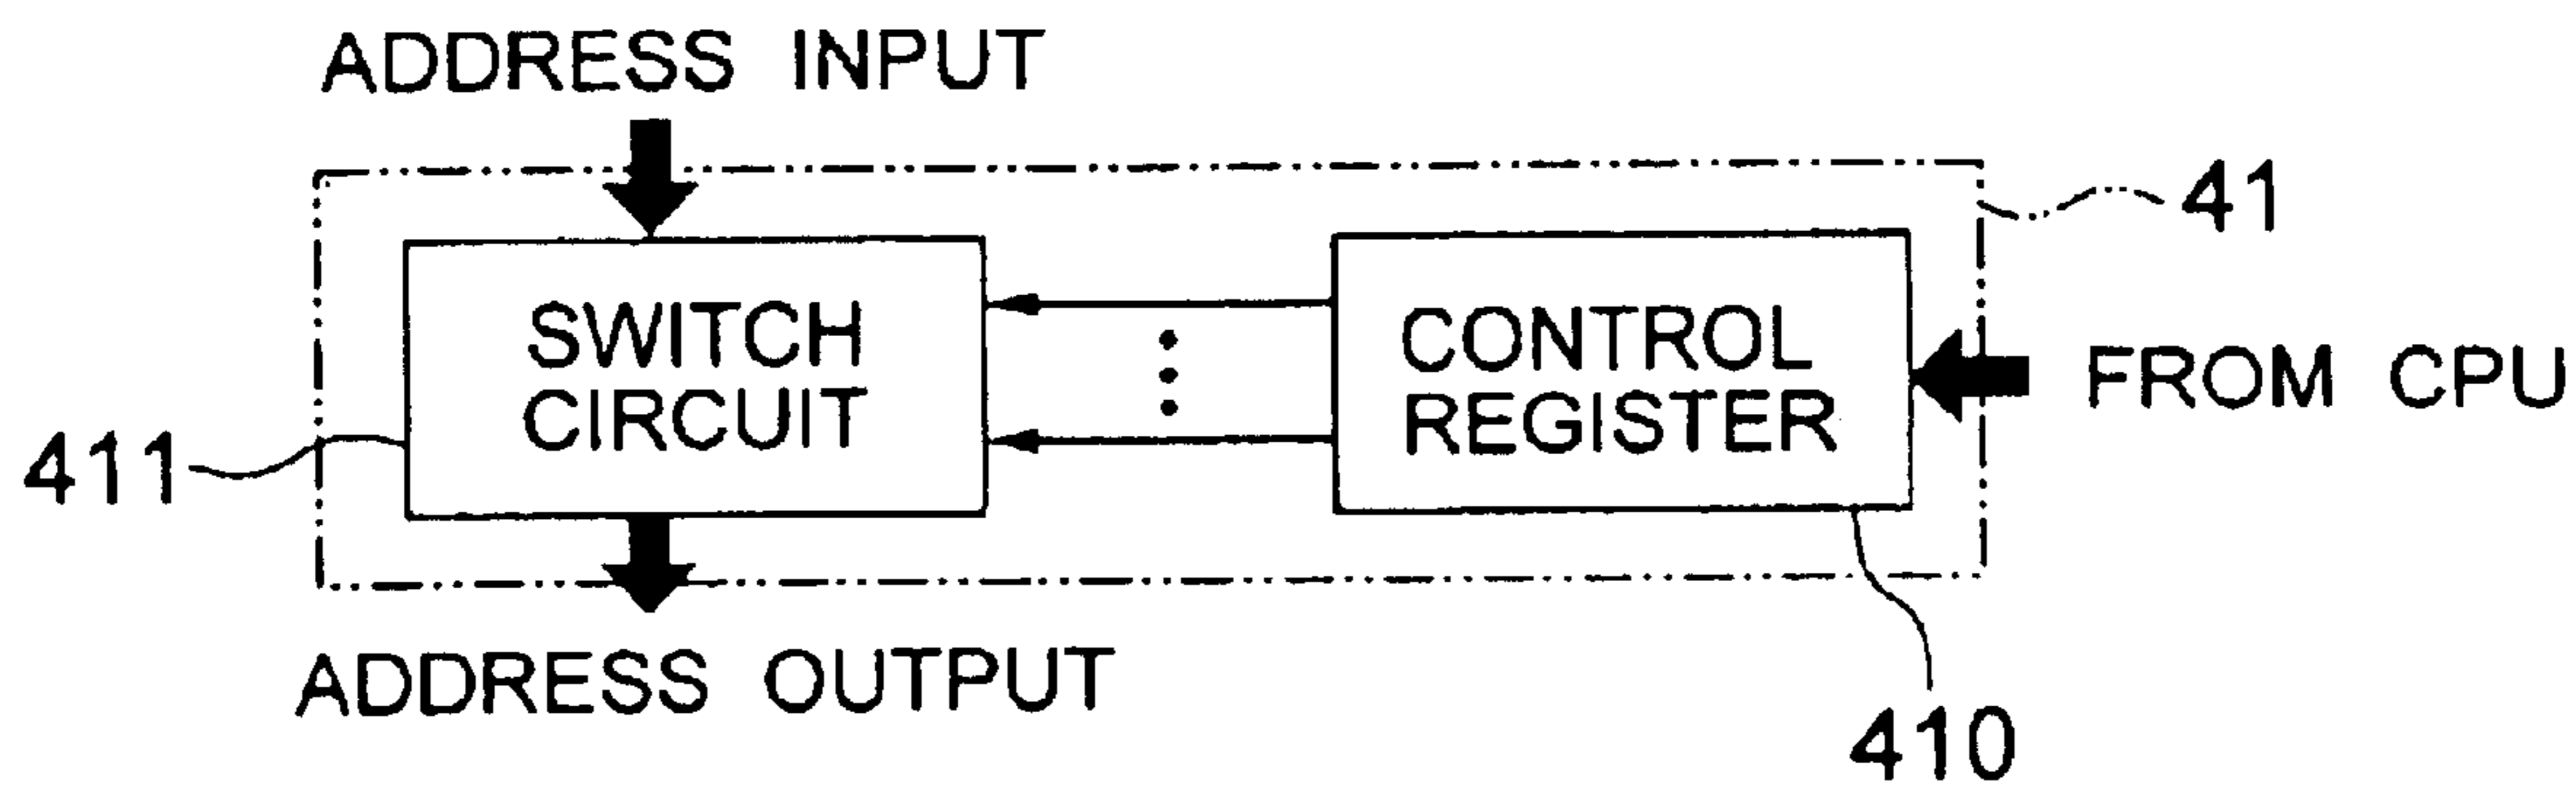 ADDRESS INPUT
41
SWITCH
CIRCUIT
CONTROL
REGISTER
FROM CPU
411
ADDRESS OUTPUT
410